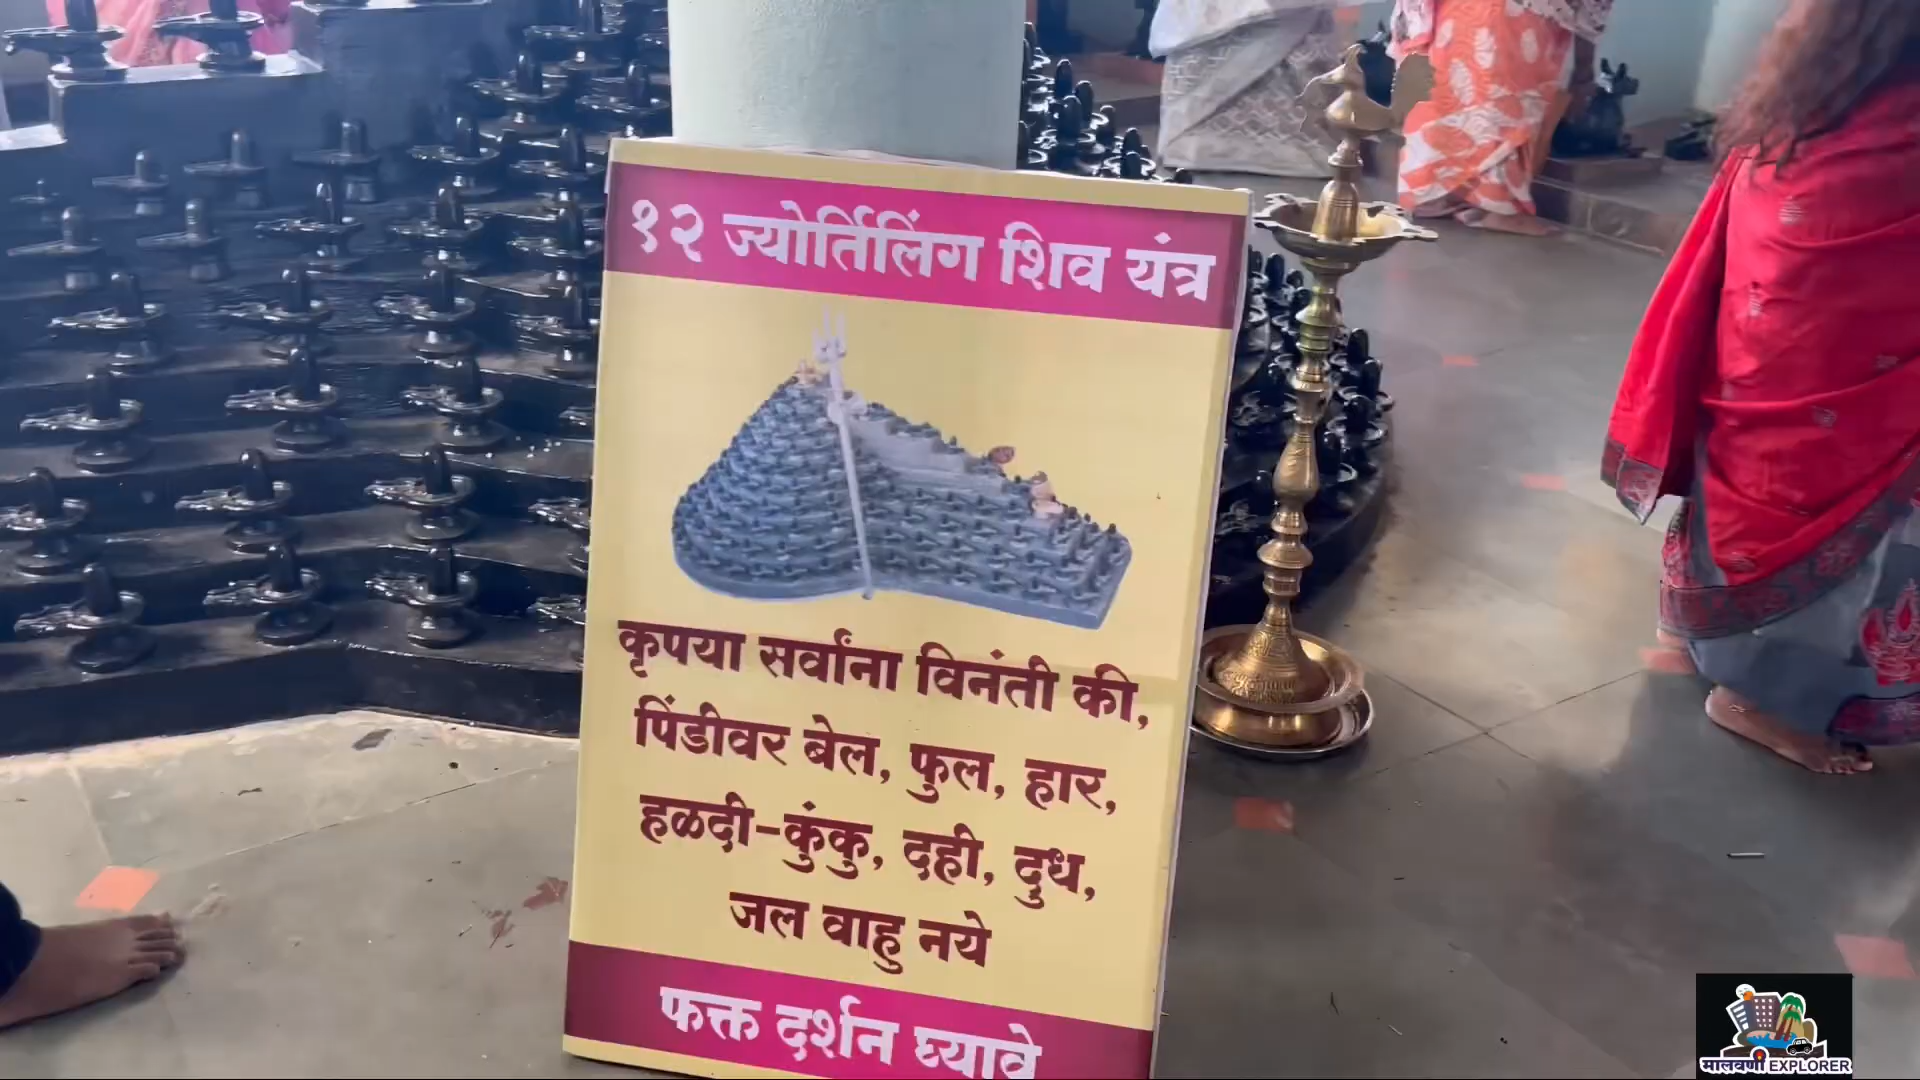 १२ ज्योर्तिलिंग शिव यंत्र
कृपया सर्वांना विनंती की,
पिंडीवर बेल, फुल, हार,
हळदी-कुंकु, दही, दुध,
जल वाहु नये
फक्त दर्शन घ्यावे
मालवणी EXPLORER